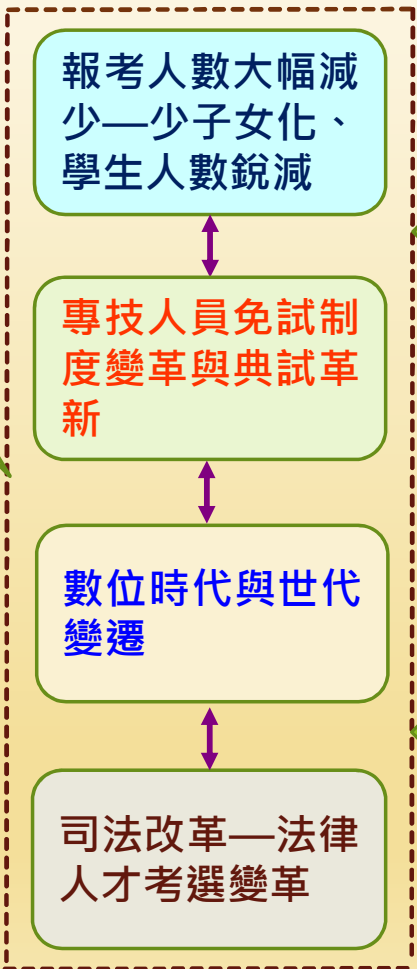 報考人數大幅減
少—少子女化、
學生人數銳減
專技人員免試制
度變革與典試革
新
數位時代與世代
變遷
司法改革—法律
人才考選變革